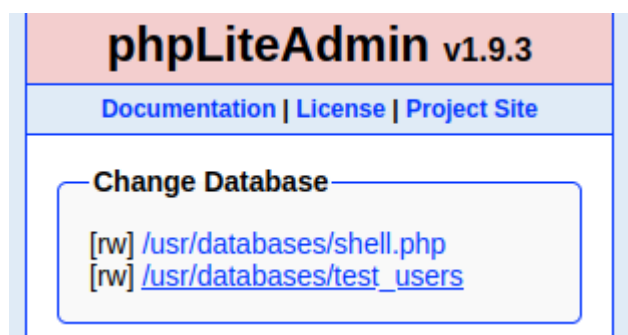 phpLiteAdmin v1.9.3
Documentation | License | Project Site
Change Database
[rw] /usr/databases/shell.php
[rw] /usr/databases/test_users